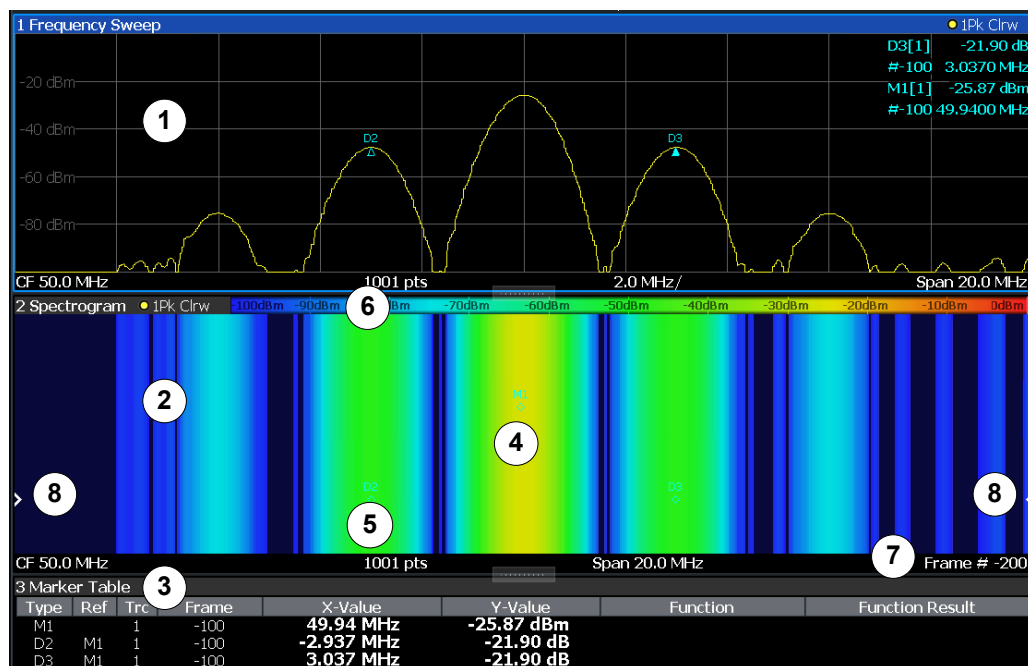 1 Frequency Sweep
1Pk Clrw
D3[1] -21.90 dB
#-100 3.0370 MHz
M1[1] -25.87 dBm
#-100 49.9400 MHz
-20 dBm
1
-40 dBm
D2
D3
-60 dBm
-80 dBm
CF 50.0 MHz 1001 pts 2.0 MHz/ Span 20.0 MHz
2 Spectrogram 1Pk Clrw -100dBm -90dBm 6 dBm -70dBm -60dBm -50dBm -40dBm -30dBm -20dBm -10dBm 0dBm
2
M1
4
8
D2
D3
8
5
7
CF 50.0 MHz 1001 pts Span 20.0 MHz Frame # -200
3 Marker Table 3
Type Ref Trc Frame X-Value Y-Value Function Function Result
M1 1 -100 49.94 MHz -25.87 dBm
D2 M1 1 -100 -2.937 MHz -21.90 dB
D3 M1 1 -100 3.037 MHz -21.90 dB